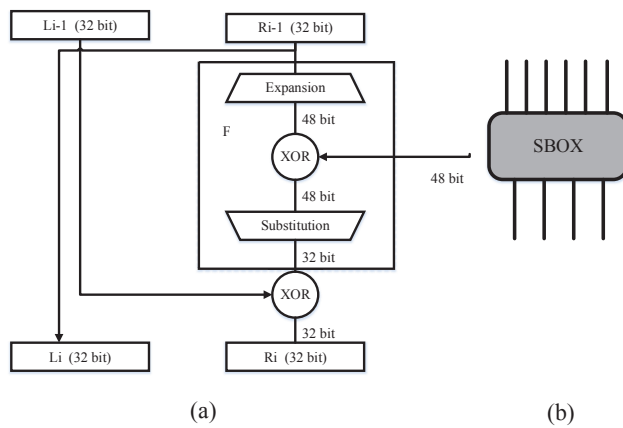 Li-1 (32 bit)
Ri-1 (32 bit)
Expansion
48 bit
F
XOR
48 bit
48 bit
Substitution
32 bit
XOR
32 bit
Li (32 bit)
Ri (32 bit)
SBOX
(a)
(b)